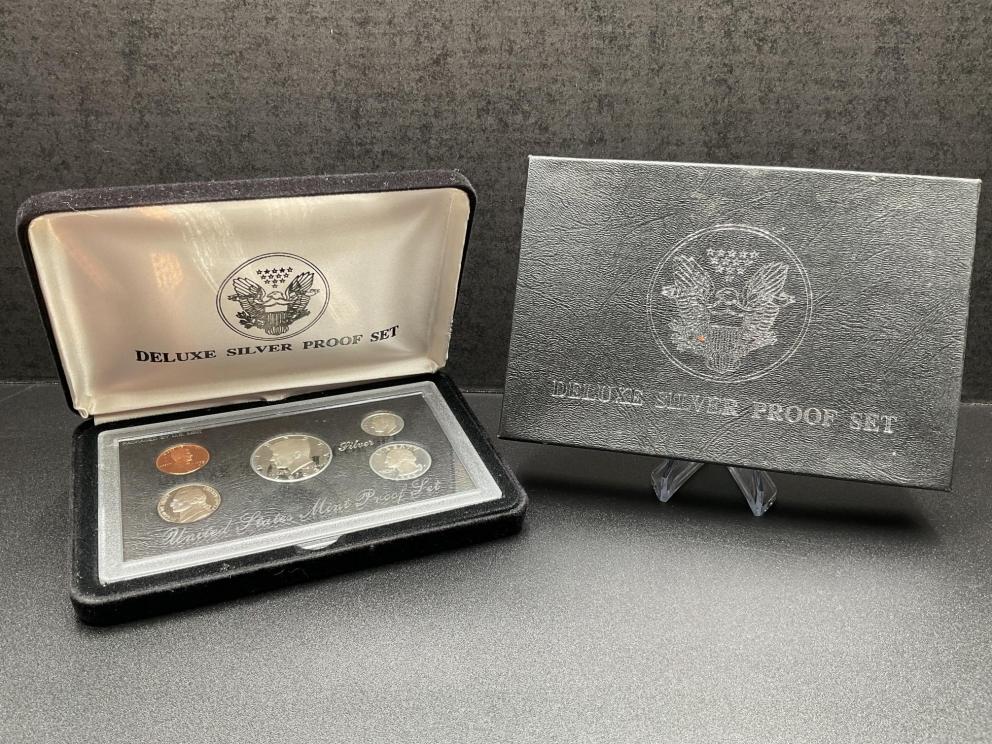 DELUXE SILVER PROOF SET
Silver
United States Mint Proof Set
DELUXE SILVER PROOF SET